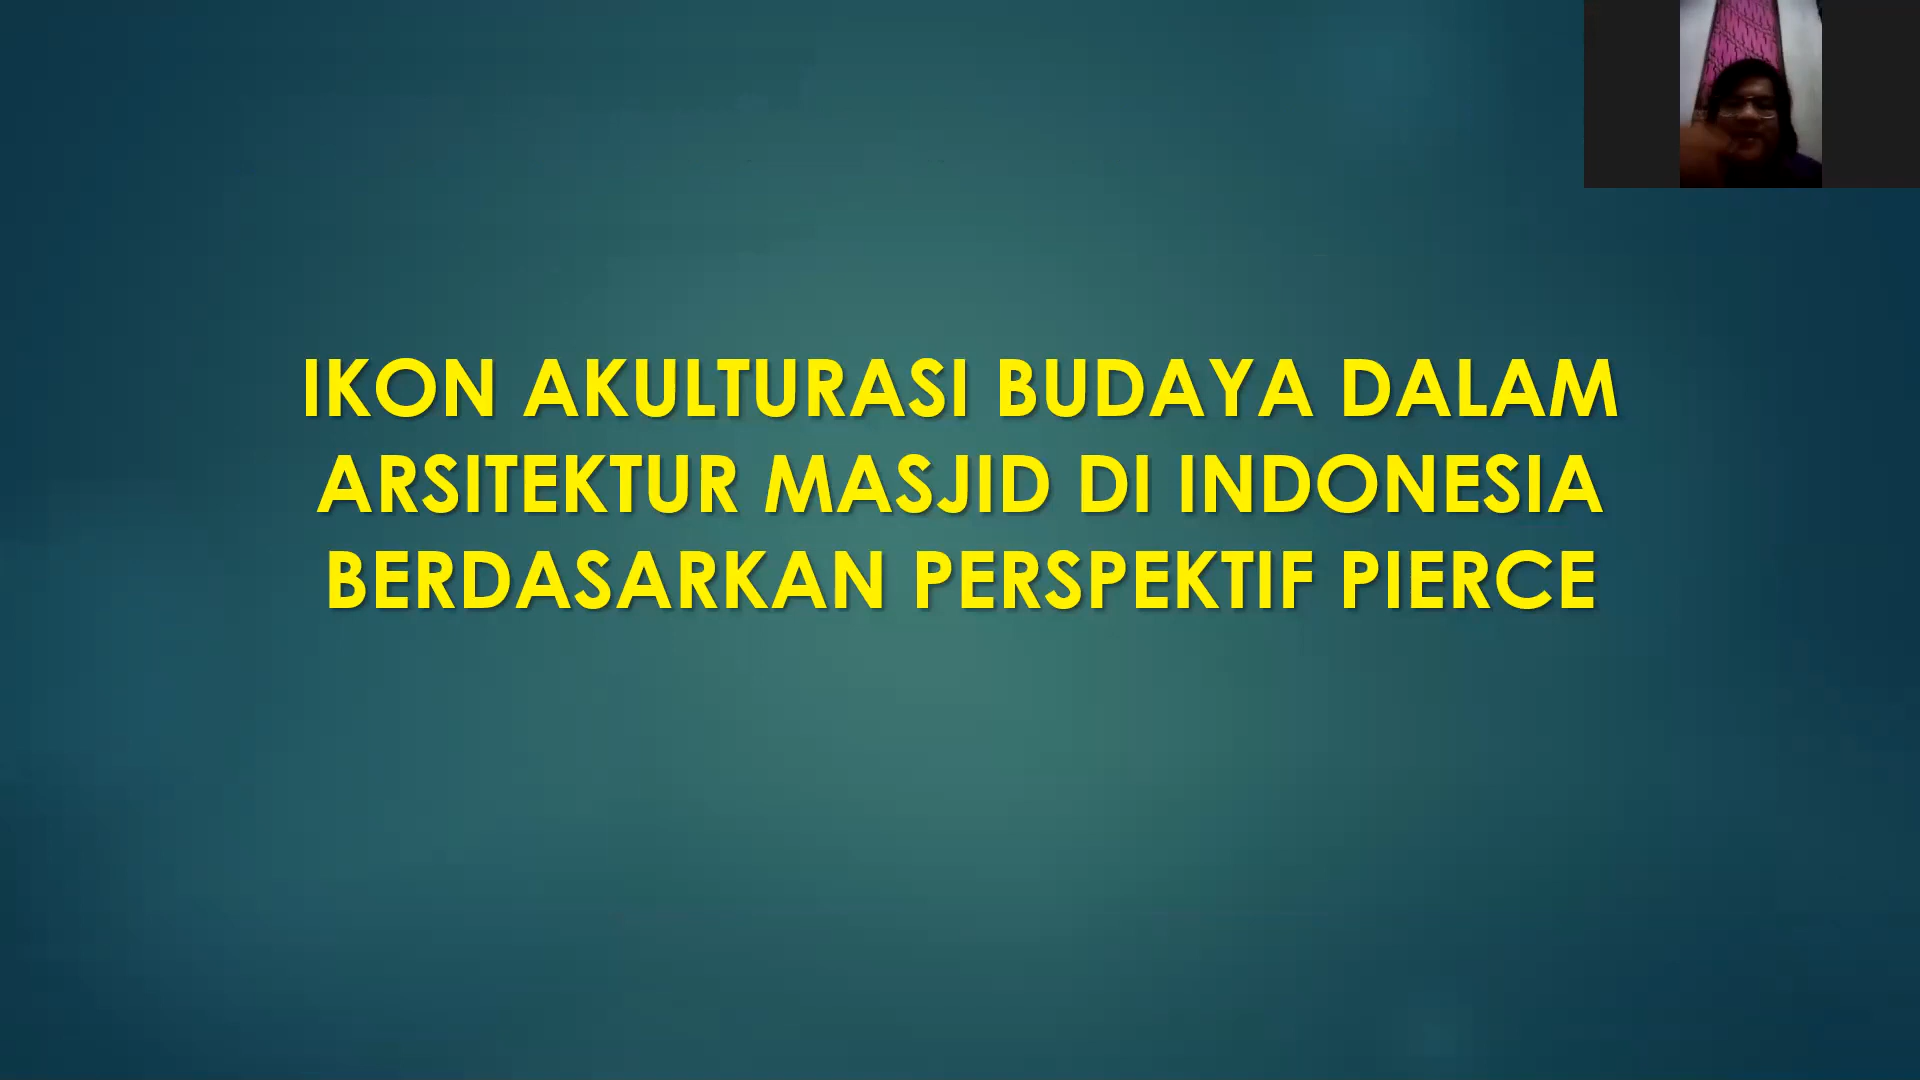 IKON AKULTURASI BUDAYA DALAM
ARSITEKTUR MASJID DI INDONESIA
BERDASARKAN PERSPEKTIF PIERCE